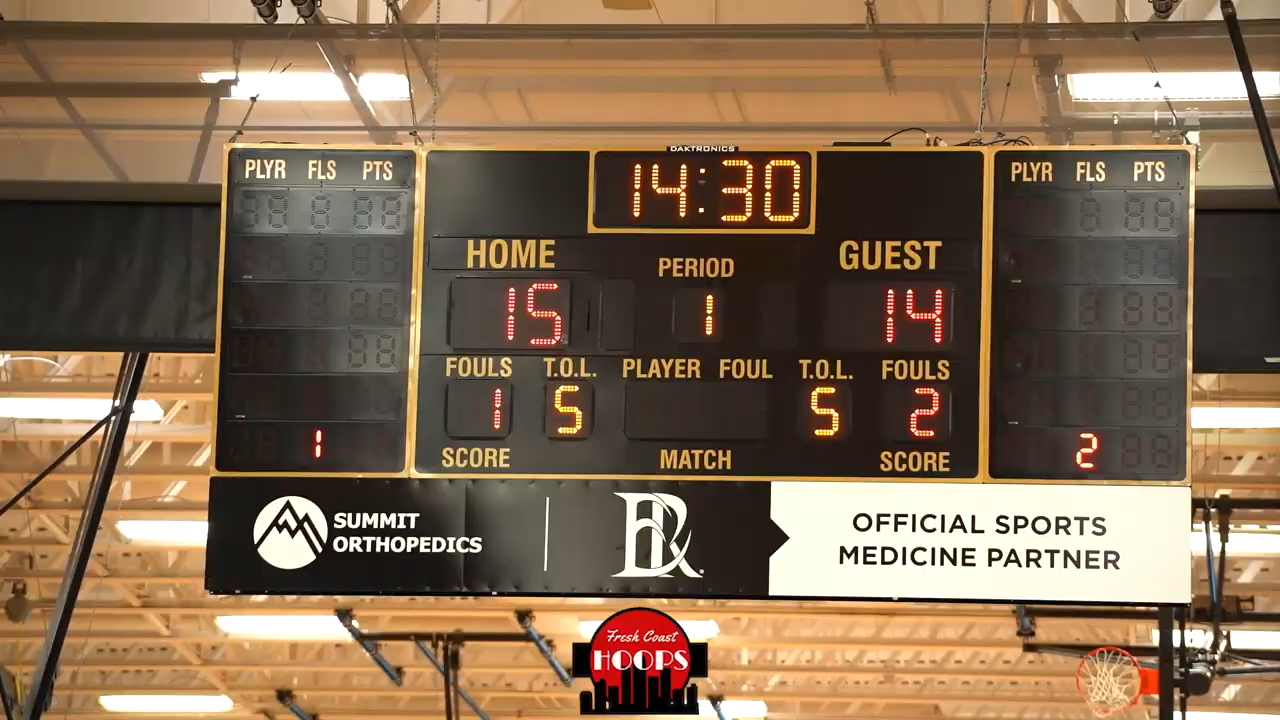 DAKTRONICS
PLYR FLS PTS
14:30
PLYR FLS PTS
HOME
PERIOD
GUEST
15
1
14
FOULS T.O.L. PLAYER FOUL T.O.L. FOULS
1 5 5 2
1
2
SCORE MATCH SCORE
SUMMIT
ORTHOPEDICS
BR
OFFICIAL SPORTS
MEDICINE PARTNER
Fresh Coast
HOOPS